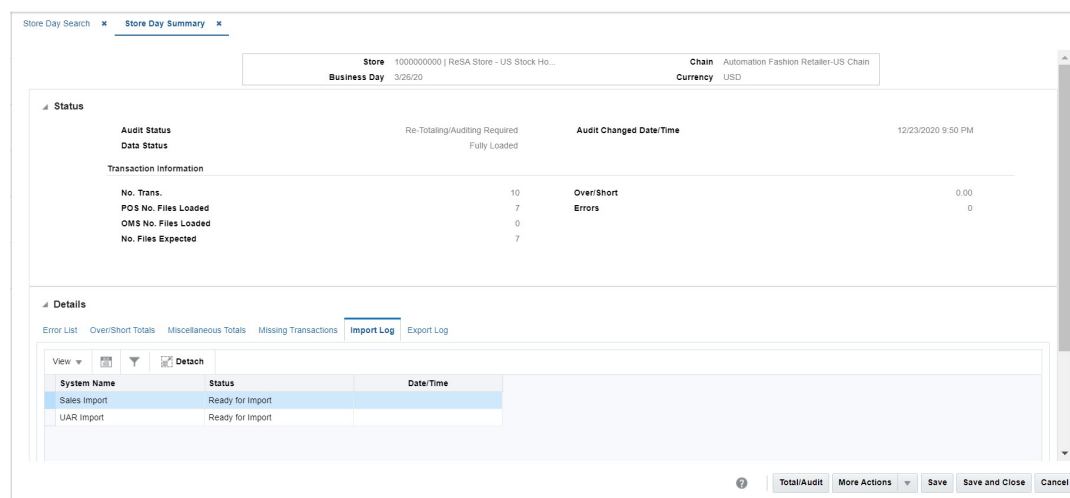 Store Day Search ✖ Store Day Summary ✖
Store 1000000000 | ReSA Store - US Stock Ho... Chain Automation Fashion Retailer-US Chain
Business Day 3/26/20 Currency USD
Status
Audit Status Re-Totaling/Auditing Required Audit Changed Date/Time 12/23/2020 9:50 PM
Data Status Fully Loaded
Transaction Information
No. Trans. 10 Over/Short 0.00
POS No. Files Loaded 7 Errors 0
OMS No. Files Loaded 0
No. Files Expected 7
Details
Error List Over/Short Totals Miscellaneous Totals Missing Transactions Import Log Export Log
View Detach
System Name Status Date/Time
Sales Import Ready for Import
UAR Import Ready for Import
? Total/Audit More Actions Save Save and Close Cancel